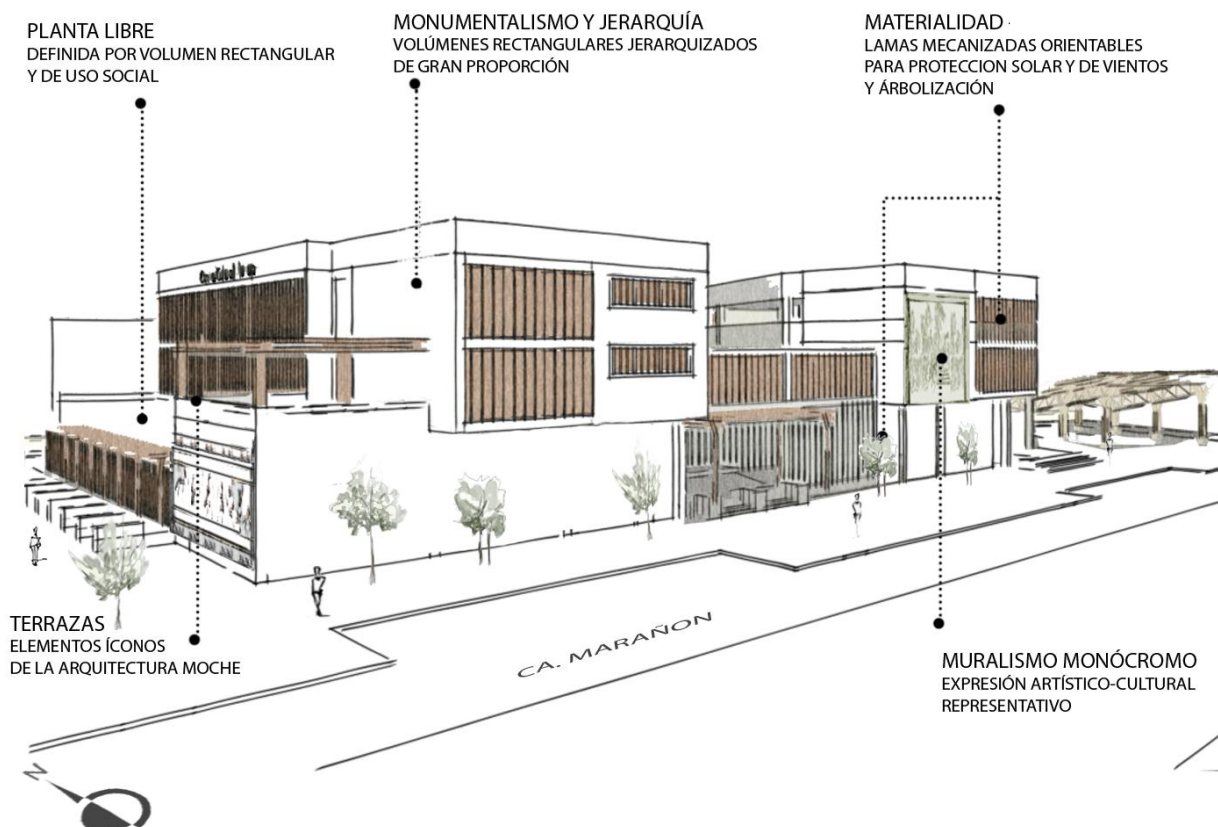 PLANTA LIBRE
DEFINIDA POR VOLUMEN RECTANGULAR
Y DE USO SOCIAL
MONUMENTALISMO Y JERARQUÍA
VOLÚMENES RECTANGULARES JERARQUIZADOS
DE GRAN PROPORCIÓN
MATERIALIDAD
LAMAS MECANIZADAS ORIENTABLES
PARA PROTECCION SOLAR Y DE VIENTOS
Y ÁRBOLIZACIÓN
TERRAZAS
ELEMENTOS ÍCONOS
DE LA ARQUITECTURA MOCHE
CA. MARAÑON
MURALISMO MONÓCROMO
EXPRESIÓN ARTÍSTICO-CULTURAL
REPRESENTATIVO
N